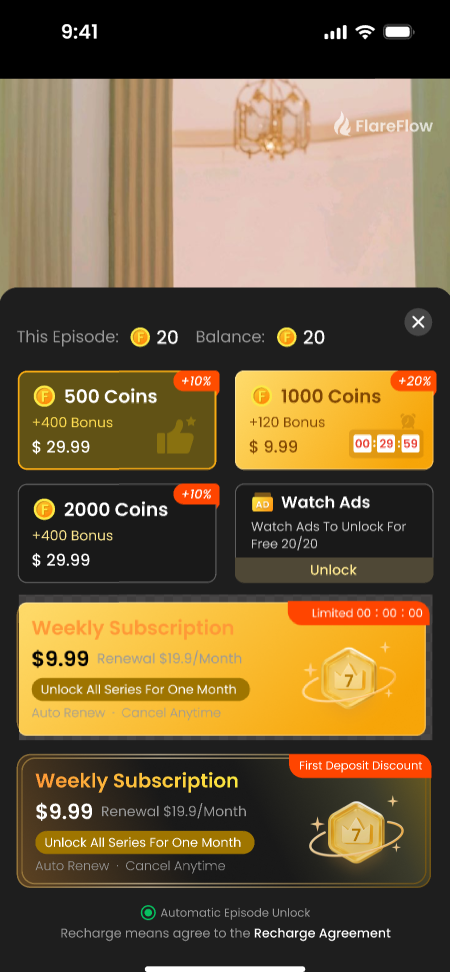 9:41
FlareFlow
This Episode: F 20 Balance: F 20
+10%
F 500 Coins
+400 Bonus
$ 29.99
+20%
F 1000 Coins
+120 Bonus
$ 9.99
00:29:59
+10%
F 2000 Coins
+400 Bonus
$ 29.99
AD Watch Ads
Watch Ads To Unlock For
Free 20/20
Unlock
Limited 00 : 00 : 00
Weekly Subscription
$9.99 Renewal $19.9/Month
Unlock All Series For One Month
Auto Renew · Cancel Anytime
7
First Deposit Discount
Weekly Subscription
$9.99 Renewal $19.9/Month
Unlock All Series For One Month
Auto Renew · Cancel Anytime
7
Automatic Episode Unlock
Recharge means agree to the Recharge Agreement